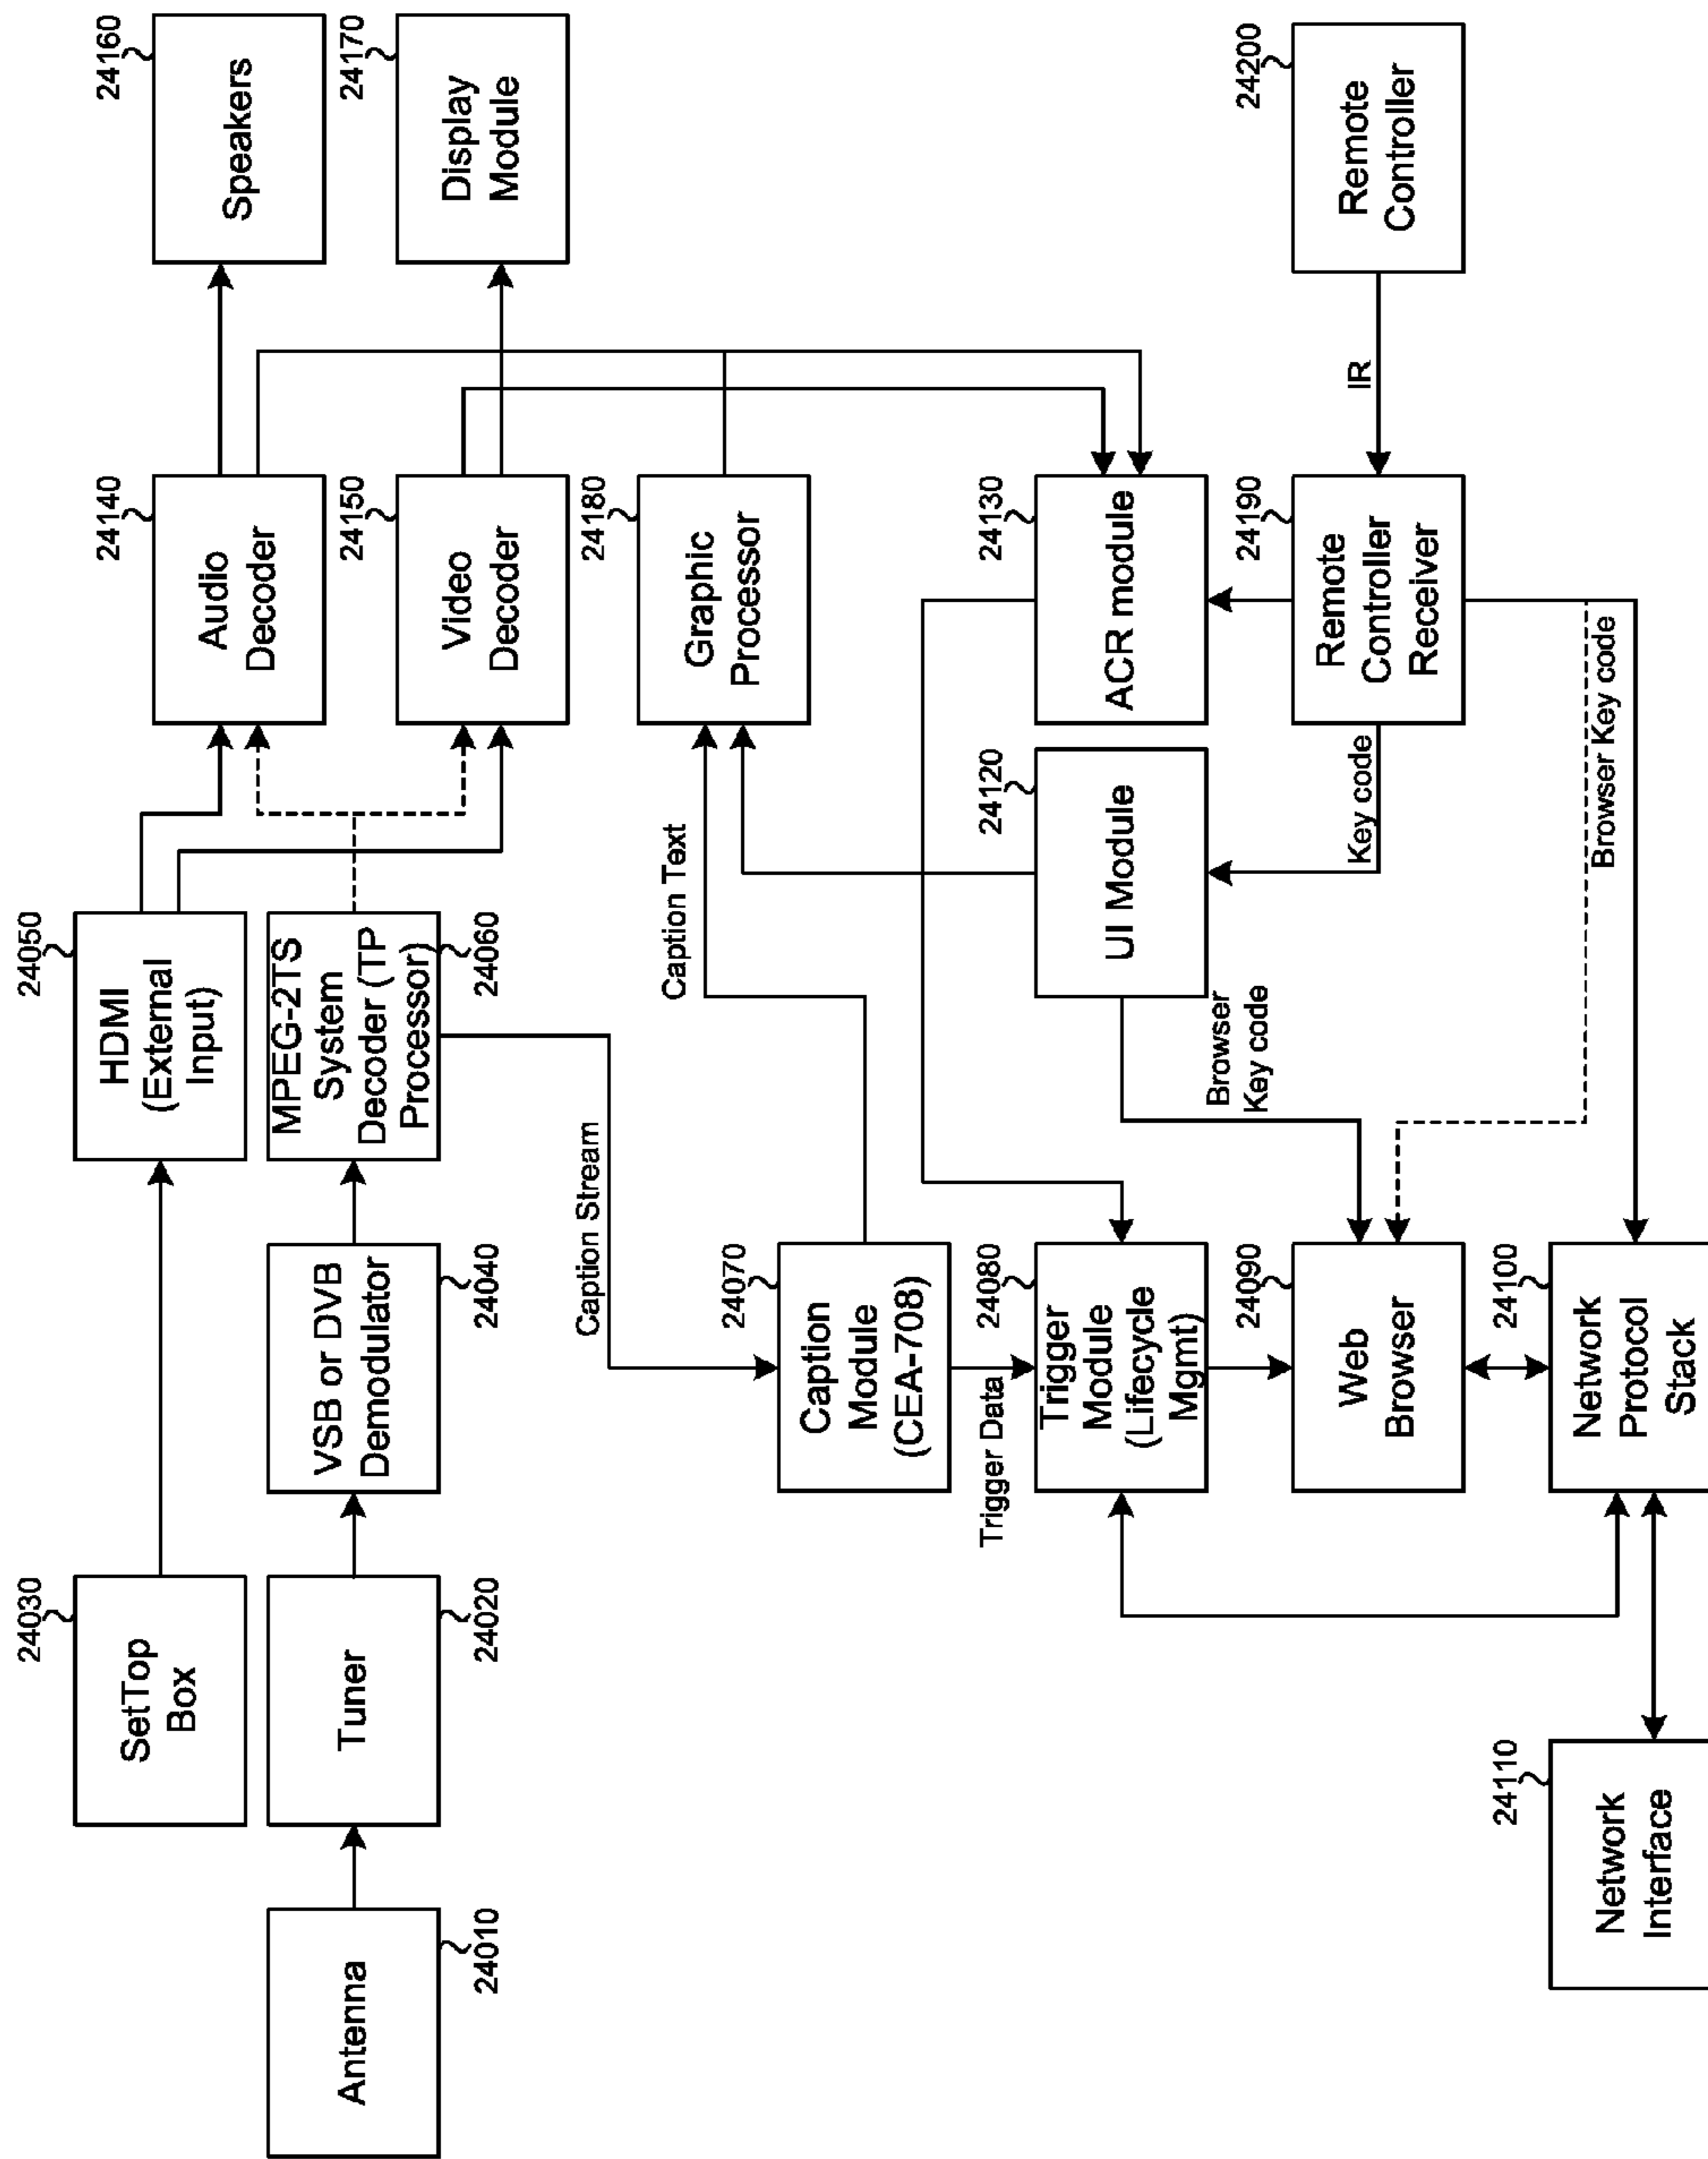 24030
SetTop
Box
24050
HDMI
(External
Input)
24140
Audio
Decoder
24160
Speakers
Antenna
24010
Tuner
24020
VSB or DVB
Demodulator
24040
MPEG-2TS
System
Decoder (TP
Processor)
24060
24150
Video
Decoder
24170
Display
Module
Caption Stream
Caption Text
24180
Graphic
Processor
24070
Caption
Module
(CEA-708)
Trigger Data
24080
Trigger
Module
(Lifecycle
Mgmt)
24120
UI Module
24130
ACR module
Browser
Key code
Key code
24090
Web
Browser
24190
Remote
Controller
Receiver
IR
24200
Remote
Controller
Browser Key code
24110
Network
Interface
24100
Network
Protocol
Stack